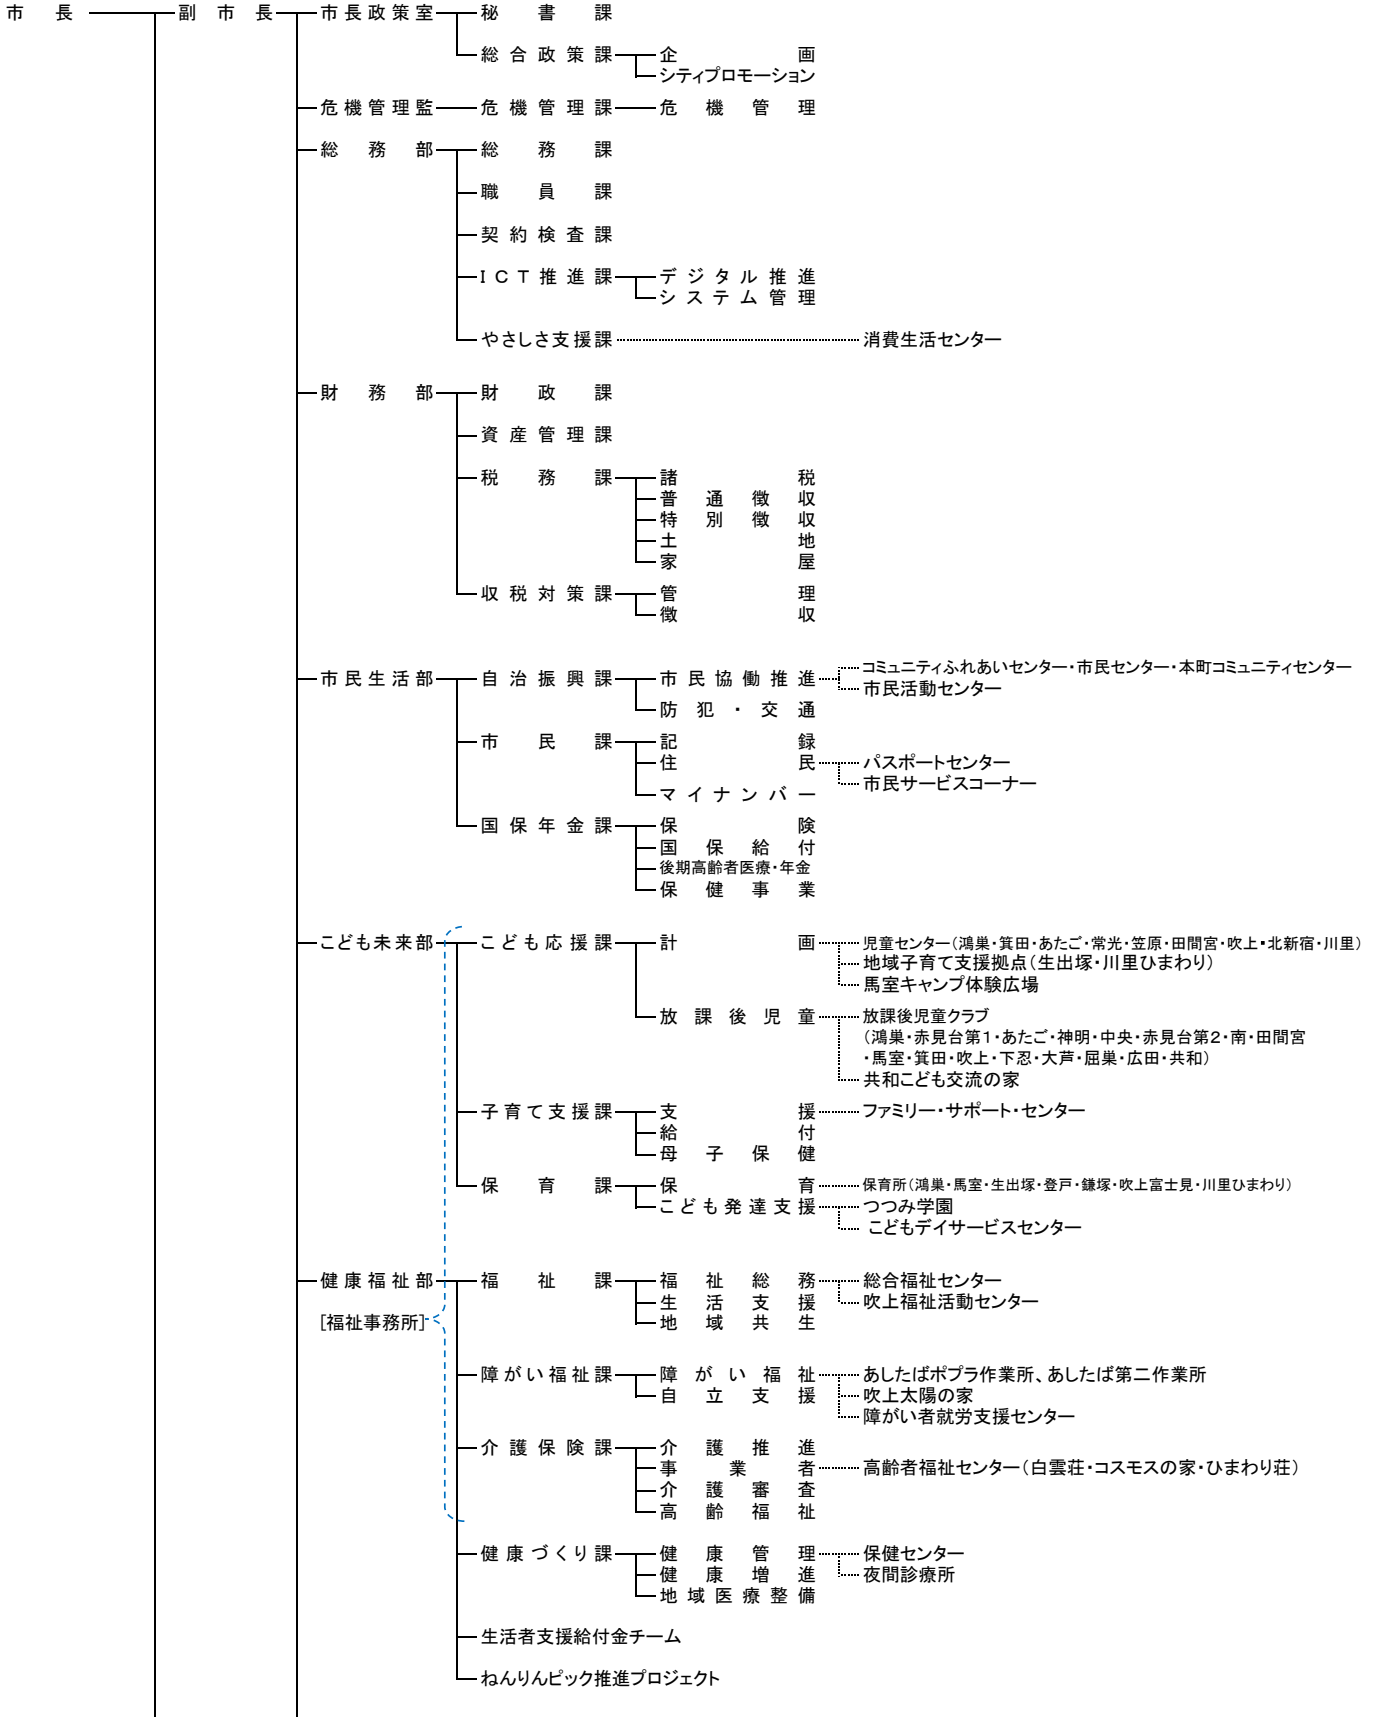 市長 副市長 市長政策室 秘書課
総合政策課 企画
シティプロモーション
危機管理監 危機管理課 危機管理
総務部 総務課
職員課
契約検査課
ICT推進課 デジタル推進
システム管理
やさしさ支援課 消費生活センター
財務部 財政課
資産管理課
税務課 諸税
普通徴収
特別徴収
土地
家屋
収税対策課 管理
徴収
市民生活部 自治振興課 市民協働推進 コミュニティふれあいセンター・市民センター・本町コミュニティセンター
市民活動センター
防犯・交通
市民課 記録
住民 パスポートセンター
市民サービスコーナー
マイナンバー
国保年金課 保険
国保給付
後期高齢者医療・年金
保健事業
こども未来部 こども応援課 計画 児童センター(鴻巣・箕田・あたご・常光・笠原・田間宮・吹上・北新宿・川里)
地域子育て支援拠点(生出塚・川里ひまわり)
馬室キャンプ体験広場
放課後児童 放課後児童クラブ
(鴻巣・赤見台第1・あたご・神明・中央・赤見台第2・南・田間宮
・馬室・箕田・吹上・下忍・大芦・屈巣・広田・共和)
共和こども交流の家
子育て支援課 支援 ファミリー・サポート・センター
給付
母子保健
保育課 保育 保育所(鴻巣・馬室・生出塚・登戸・鎌塚・吹上富士見・川里ひまわり)
こども発達支援 つつみ学園
こどもデイサービスセンター
健康福祉部 福祉課 福祉総務 総合福祉センター
生活支援 吹上福祉活動センター
[福祉事務所] 地域共生
障がい福祉課 障がい福祉 あしたばポプラ作業所、あしたば第二作業所
自立支援 吹上太陽の家
障がい者就労支援センター
介護保険課 介護推進
事業者 高齢者福祉センター(白雲荘・コスモスの家・ひまわり荘)
介護審査
高齢福祉
健康づくり課 健康管理 保健センター
健康増進 夜間診療所
地域医療整備
生活者支援給付金チーム
ねんりんピック推進プロジェクト